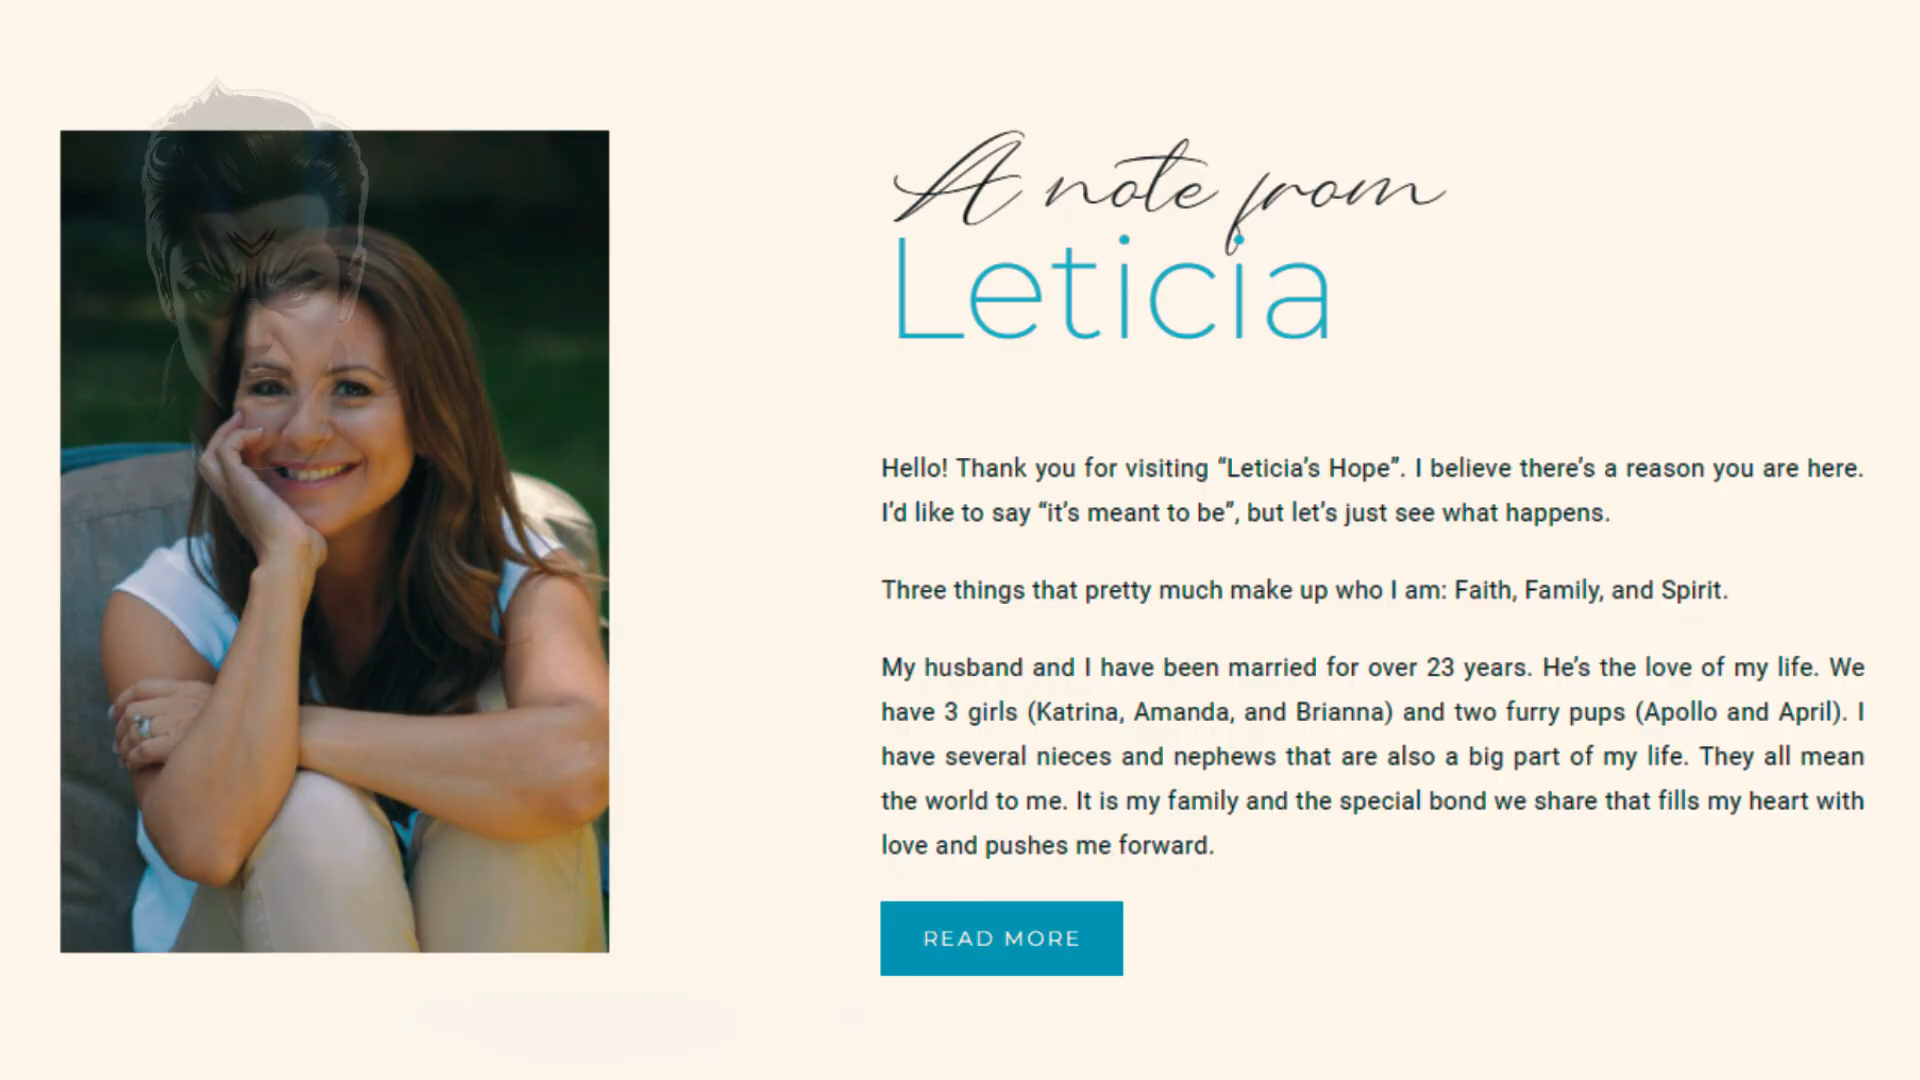 A note from
Leticia
Hello! Thank you for visiting “Leticia’s Hope”. I believe there’s a reason you are here.
I’d like to say “it’s meant to be”, but let’s just see what happens.
Three things that pretty much make up who I am: Faith, Family, and Spirit.
My husband and I have been married for over 23 years. He’s the love of my life. We
have 3 girls (Katrina, Amanda, and Brianna) and two furry pups (Apollo and April). I
have several nieces and nephews that are also a big part of my life. They all mean
the world to me. It is my family and the special bond we share that fills my heart with
love and pushes me forward.
READ MORE